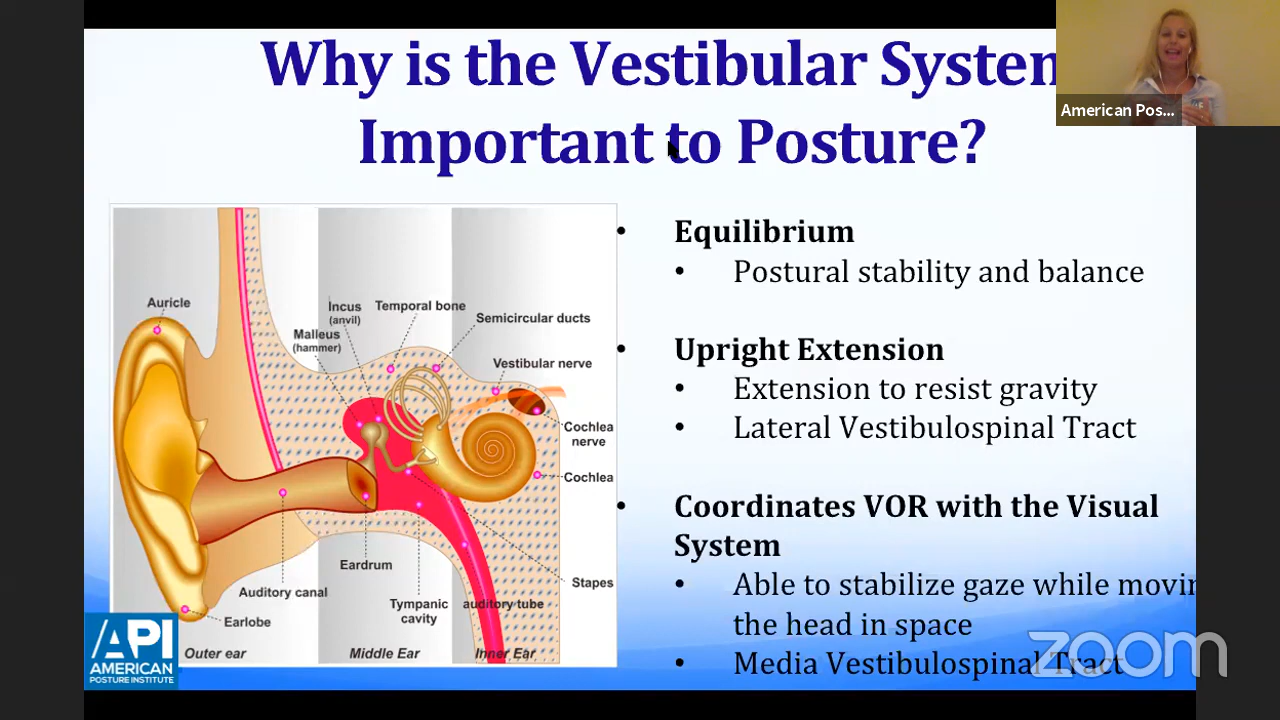 Why is the Vestibular System
Important to Posture?
American Pos...
• Equilibrium
• Postural stability and balance
• Upright Extension
• Extension to resist gravity
• Lateral Vestibulospinal Tract
• Coordinates VOR with the Visual
System
• Able to stabilize gaze while movin
the head in space
• Media Vestibulospinal Tract
Auricle
Incus
(anvil)
Temporal bone
Malleus
(hammer)
Semicircular ducts
Vestibular nerve
Cochlea
nerve
Cochlea
Stapes
Eardrum
Auditory canal
Tympanic
cavity
auditory tube
Earlobe
Outer ear
Middle Ear
Inner Ear
API
AMERICAN
POSTURE INSTITUTE
zoom